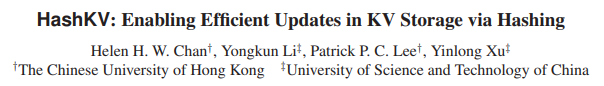 HashKV: Enabling Efficient Updates in KV Storage via Hashing
Helen H. W. Chan†, Yongkun Li‡, Patrick P. C. Lee†, Yinlong Xu‡
†The Chinese University of Hong Kong ‡University of Science and Technology of China